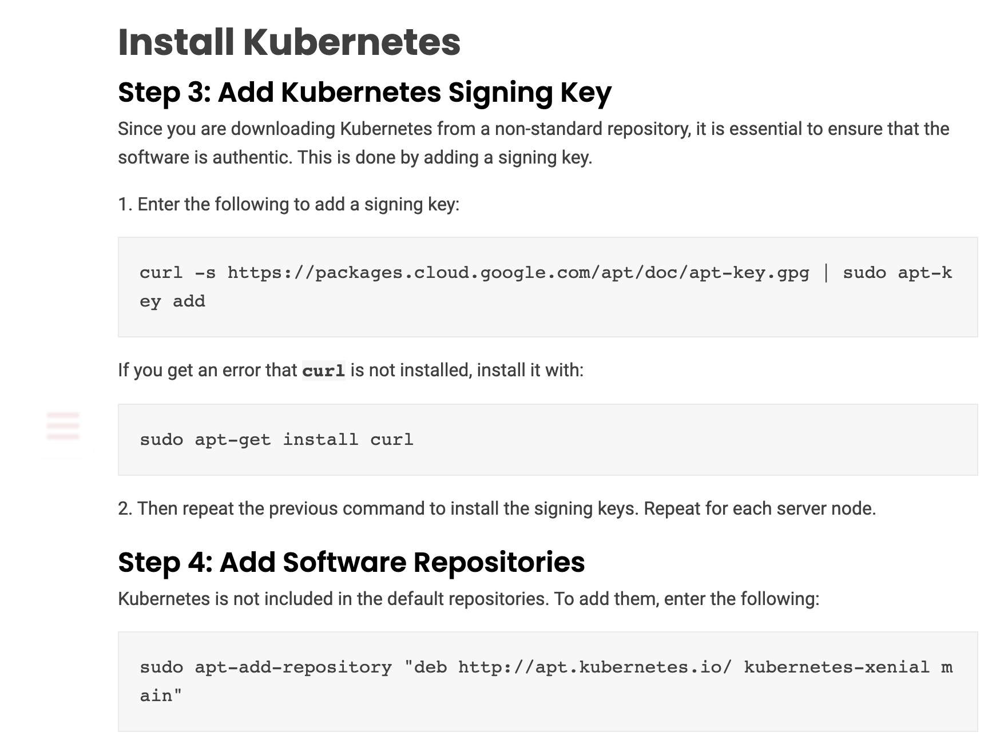 Install Kubernetes
Step 3: Add Kubernetes Signing Key
Since you are downloading Kubernetes from a non-standard repository, it is essential to ensure that the
software is authentic. This is done by adding a signing key.
1. Enter the following to add a signing key:
curl -s https://packages.cloud.google.com/apt/doc/apt-key.gpg | sudo apt-k
ey add
If you get an error that curl is not installed, install it with:
sudo apt-get install curl
2. Then repeat the previous command to install the signing keys. Repeat for each server node.
Step 4: Add Software Repositories
Kubernetes is not included in the default repositories. To add them, enter the following:
sudo apt-add-repository "deb http://apt.kubernetes.io/ kubernetes-xenial m
ain"